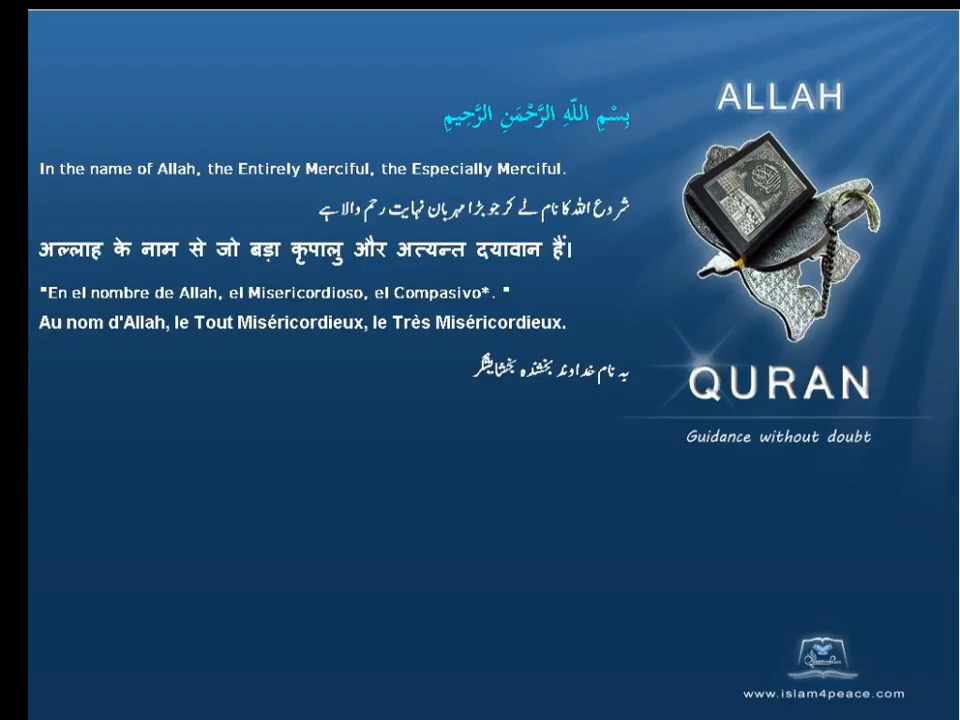 بِسْمِ اللَّهِ الرَّحْمَنِ الرَّحِيمِ
In the name of Allah, the Entirely Merciful, the Especially Merciful.
شروع اللہ کا نام لے کر جو بڑا مہربان نہایت رحم والا ہے
अल्लाह के नाम से जो बड़ा कृपालु और अत्यन्त दयावान हैं।
"En el nombre de Allah, el Misericordioso, el Compasivo*. "
Au nom d'Allah, le Tout Miséricordieux, le Très Miséricordieux.
به نام خداوند بخشنده بخشایشگر
ALLAH
QURAN
Guidance without doubt
www.islam4peace.com